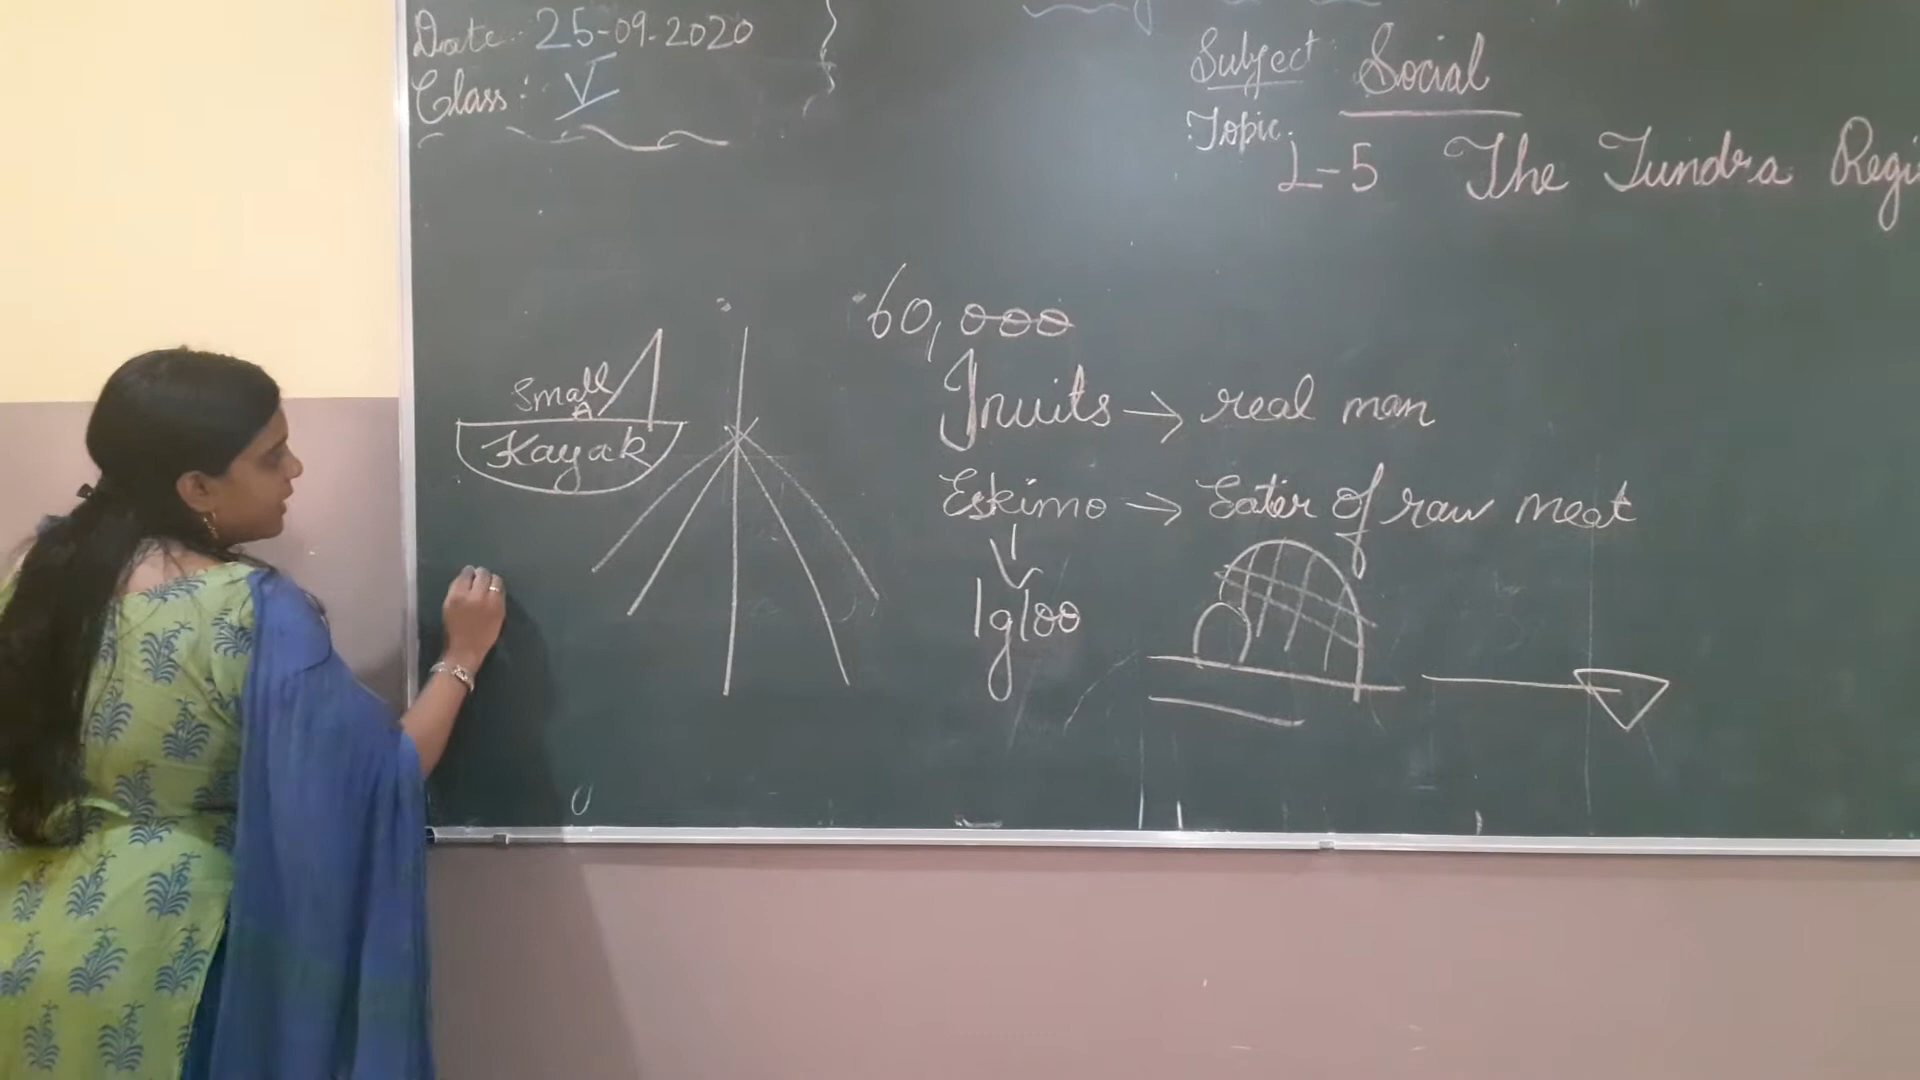 Date: 25-09-2020
Class: V
Subject: Social
Topic:
L-5 The Tundra Regi
60,000
Small
Kayak
Inuits → real man
Eskimo → Eater of raw meat
Igloo